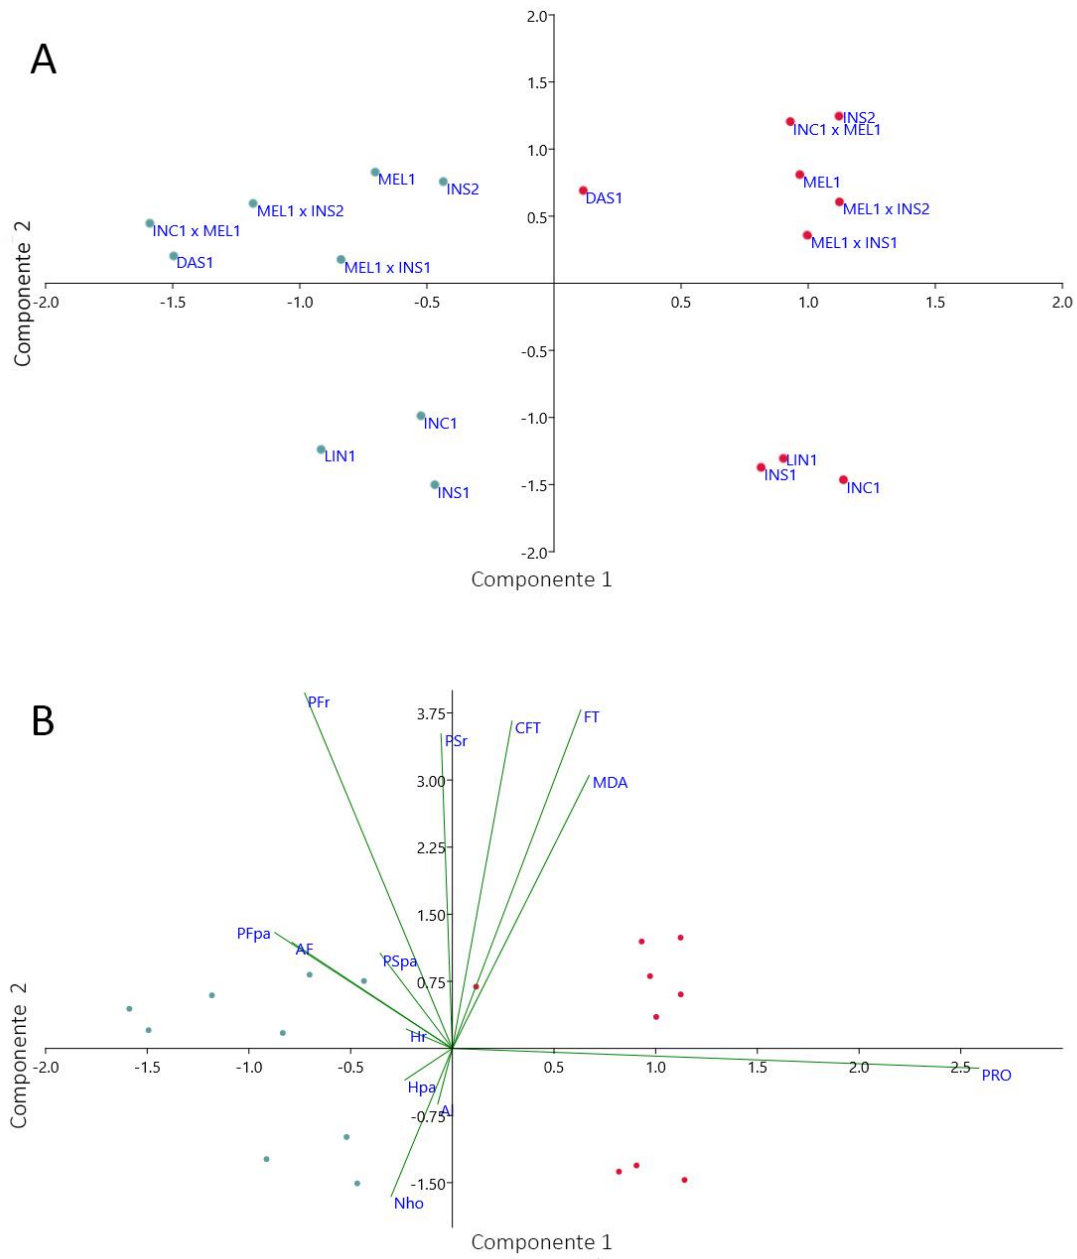 A
2.0
1.5
INS2
INC1 x MEL1
1.0
MEL1
INS2
MEL1
DAS1
MEL1 x INS2
MEL1 x INS2
0.5
INC1 x MEL1
MEL1 x INS1
DAS1
MEL1 x INS1
Componente 2
-2.0 -1.5 -1.0 -0.5 0.5 1.0 1.5 2.0
-0.5
-1.0
INC1
LIN1
LIN1
INS1
-1.5
INS1
INC1
-2.0
Componente 1
B
PFr
3.75
FT
CFT
PSr
3.00
MDA
2.25
1.50
PFpa
AF
PSpa
0.75
Hr
Componente 2
-2.0 -1.5 -1.0 -0.5 0.5 1.0 1.5 2.0 2.5
PRO
Hpa
-0.75
-1.50
Nho
Componente 1